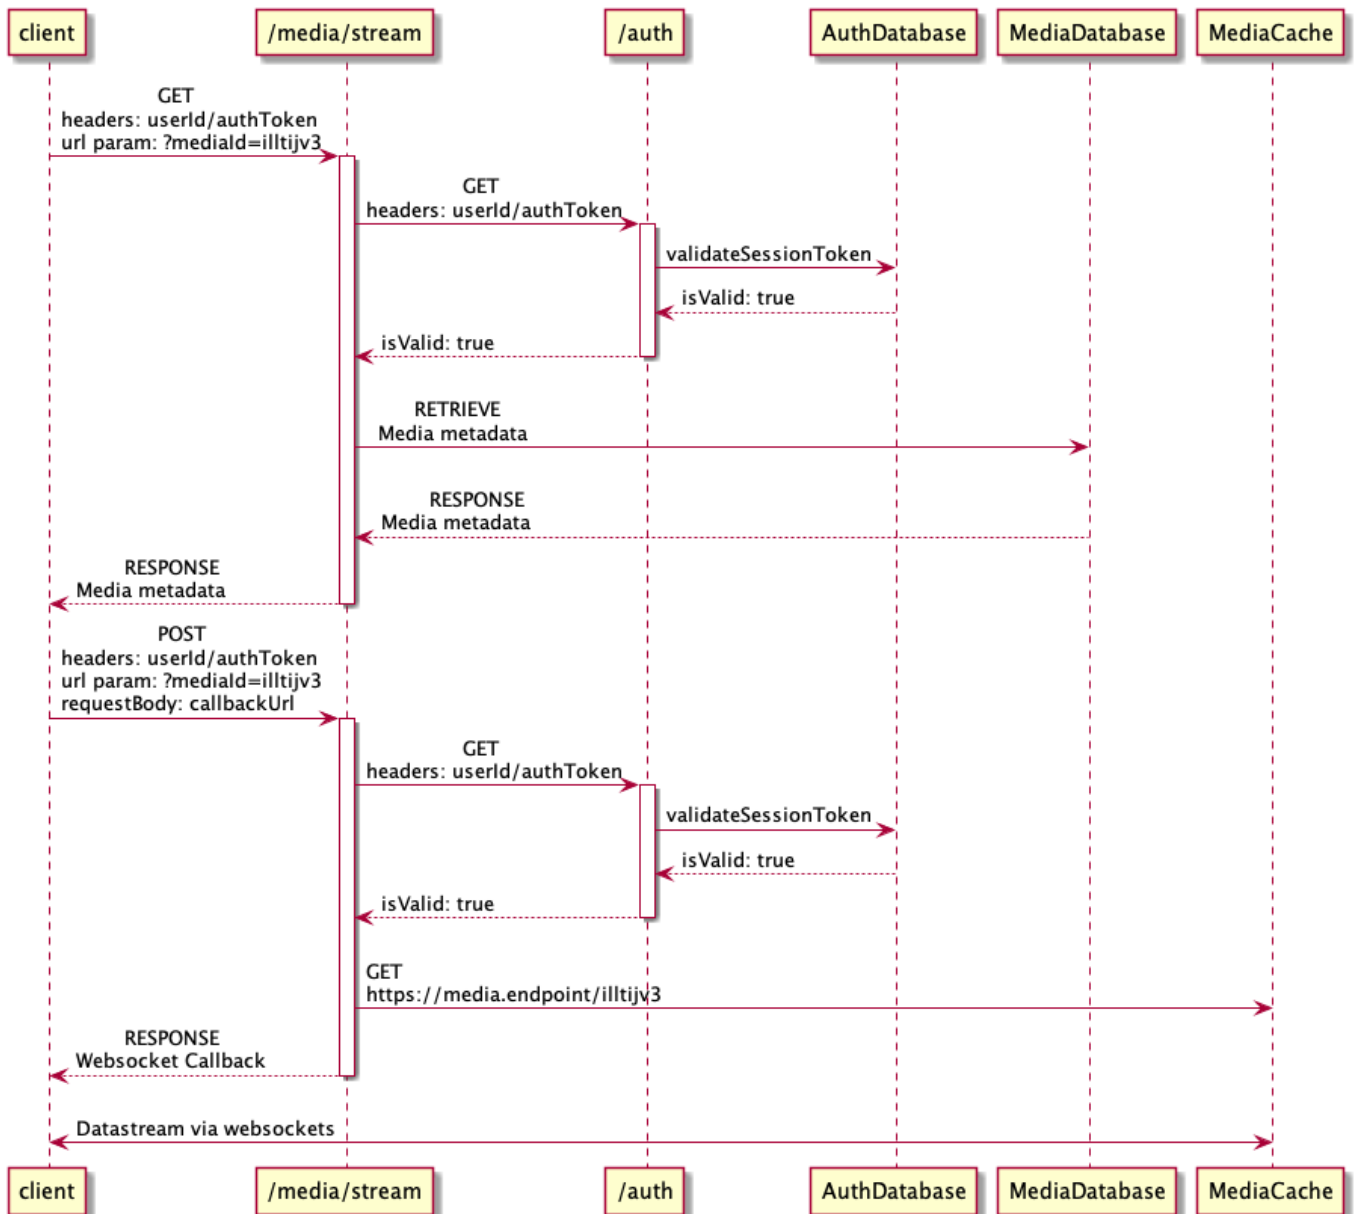 client
/media/stream
/auth
AuthDatabase
MediaDatabase
MediaCache
GET
headers: userId/authToken
url param: ?mediaId=illtijv3
GET
headers: userId/authToken
validateSessionToken
isValid: true
isValid: true
RETRIEVE
Media metadata
RESPONSE
Media metadata
RESPONSE
Media metadata
POST
headers: userId/authToken
url param: ?mediaId=illtijv3
requestBody: callbackUrl
GET
headers: userId/authToken
validateSessionToken
isValid: true
isValid: true
GET
https://media.endpoint/illtijv3
RESPONSE
Websocket Callback
Datastream via websockets
client
/media/stream
/auth
AuthDatabase
MediaDatabase
MediaCache